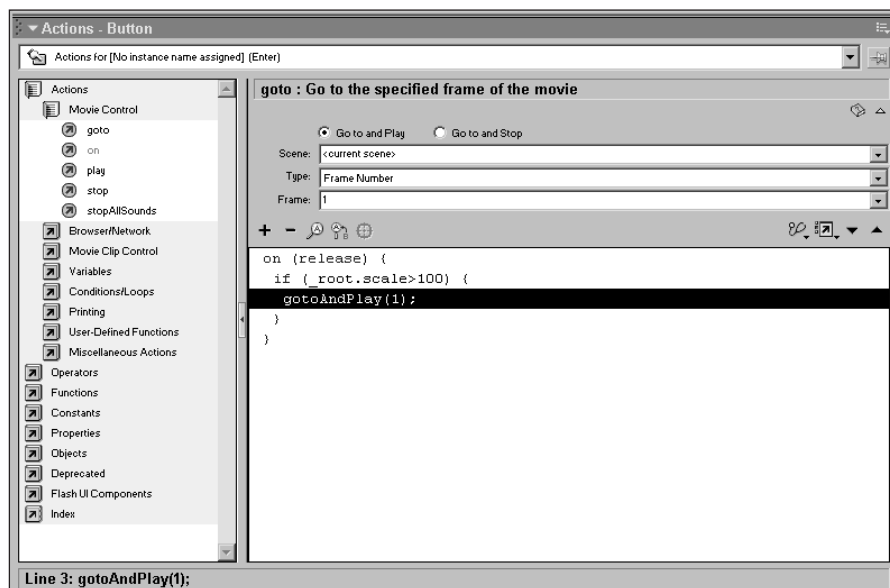 Actions - Button
Actions for [No instance name assigned] (Enter)
Actions
Movie Control
goto
on
play
stop
stopAllSounds
Browser/Network
Movie Clip Control
Variables
Conditions/Loops
Printing
User-Defined Functions
Miscellaneous Actions
Operators
Functions
Constants
Properties
Objects
Deprecated
Flash UI Components
Index
goto : Go to the specified frame of the movie
Go to and Play Go to and Stop
Scene: <current scene>
Type: Frame Number
Frame: 1
on (release) {
if (_root.scale>100) {
gotoAndPlay(1);
}
}
Line 3: gotoAndPlay(1);